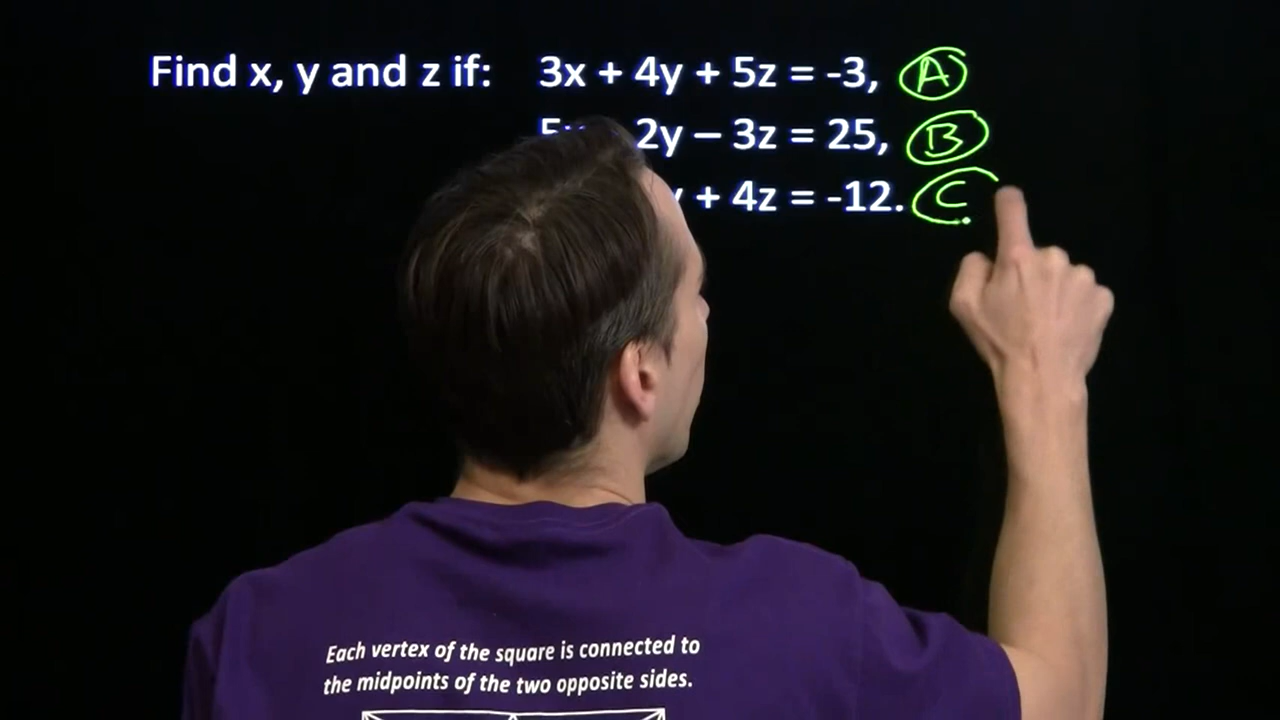 Find x, y and z if: 3x + 4y + 5z = -3, A
2y – 3z = 25, B
+ 4z = -12. C
Each vertex of the square is connected to
the midpoints of the two opposite sides.